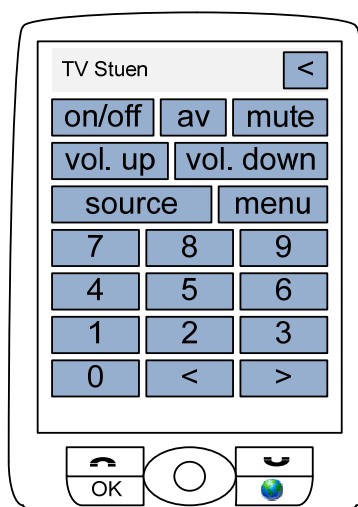 TV Stuen <
on/off av mute
vol. up vol. down
source menu
7 8 9
4 5 6
1 2 3
0 < >
OK